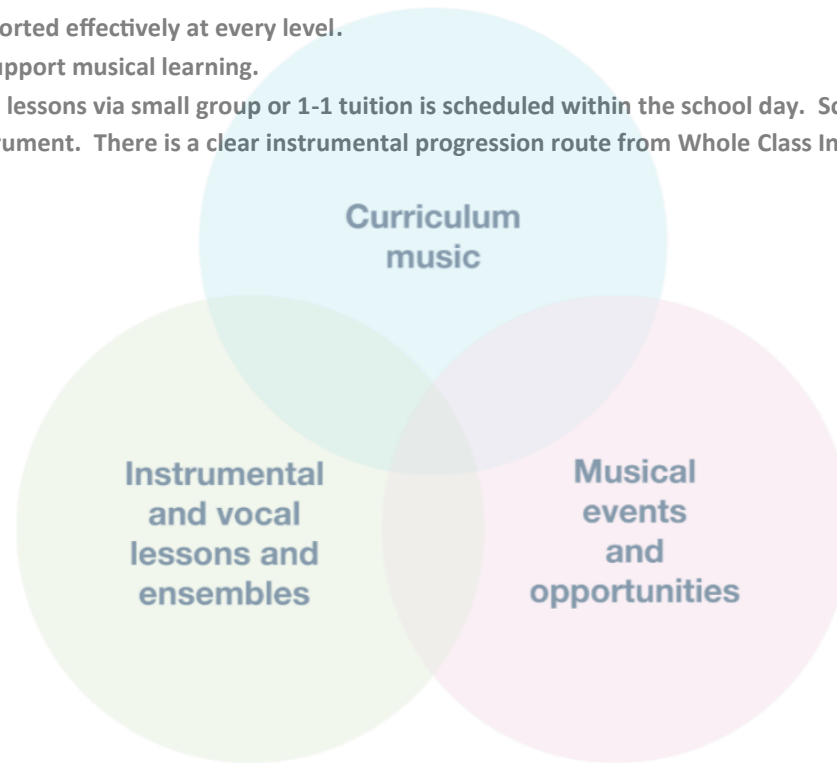 orted effectively at every level.
upport musical learning.
lessons via small group or 1-1 tuition is scheduled within the school day. So
rument. There is a clear instrumental progression route from Whole Class In
Curriculum
music
Instrumental
and vocal
lessons and
ensembles
Musical
events
and
opportunities